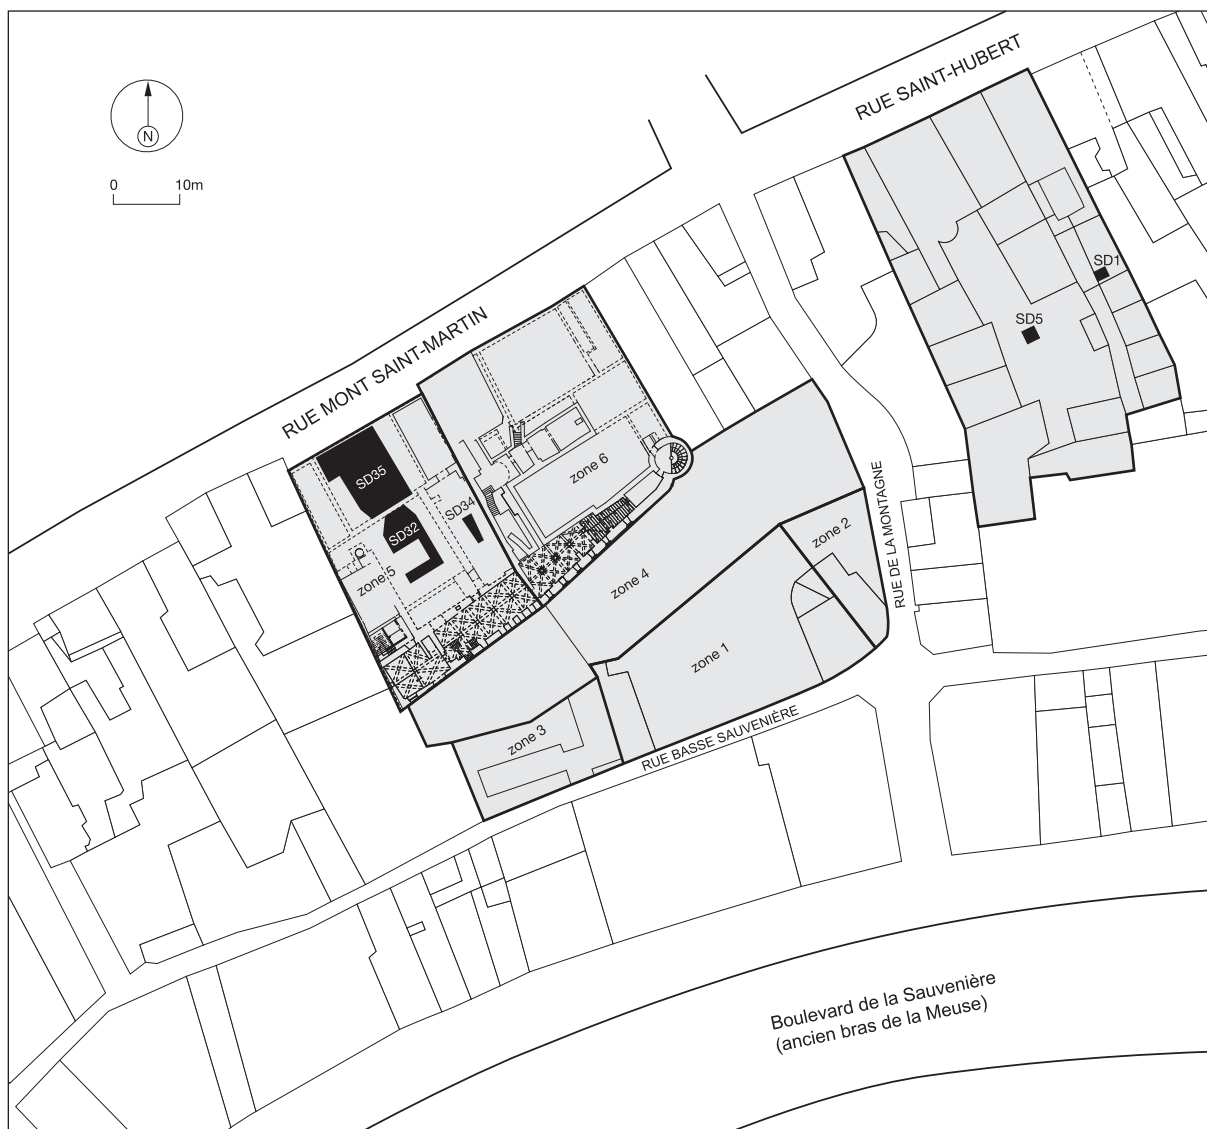 RUE SAINT-HUBERT
N
0 10m
SD1
SD5
RUE MONT SAINT-MARTIN
SD35
zone 6
SD34
SD32
zone 5
zone 2
RUE DE LA MONTAGNE
zone 4
zone 1
zone 3
RUE BASSE SAUVENIÈRE
Boulevard de la Sauvenière
(ancien bras de la Meuse)